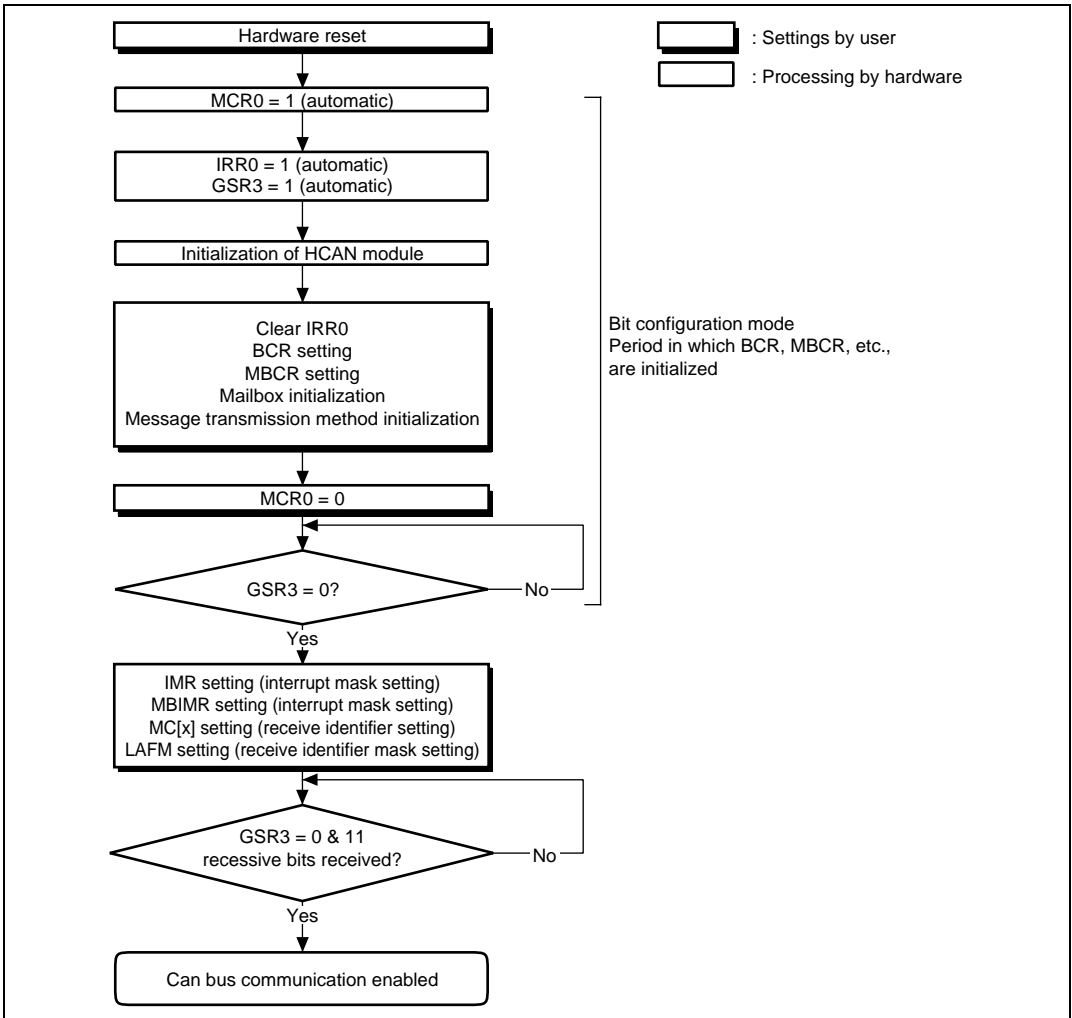 Hardware reset
: Settings by user
: Processing by hardware
MCR0 = 1 (automatic)
IRR0 = 1 (automatic)
GSR3 = 1 (automatic)
Initialization of HCAN module
Clear IRR0
BCR setting
MBCR setting
Mailbox initialization
Message transmission method initialization
Bit configuration mode
Period in which BCR, MBCR, etc.,
are initialized
MCR0 = 0
GSR3 = 0?
No
Yes
IMR setting (interrupt mask setting)
MBIMR setting (interrupt mask setting)
MC[x] setting (receive identifier setting)
LAFM setting (receive identifier mask setting)
GSR3 = 0 & 11
recessive bits received?
No
Yes
Can bus communication enabled